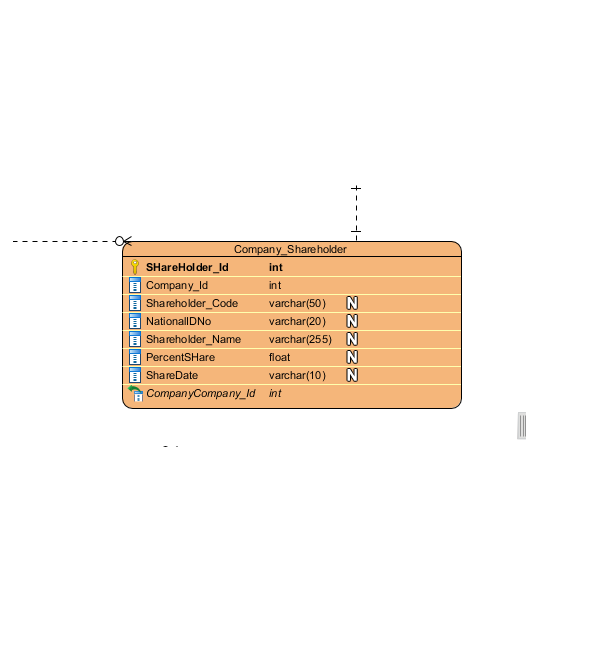 Company_Shareholder
SHareHolder_Id int
Company_Id int
Shareholder_Code varchar(50) N
NationalIDNo varchar(20) N
Shareholder_Name varchar(255) N
PercentSHare float N
ShareDate varchar(10) N
CompanyCompany_Id int